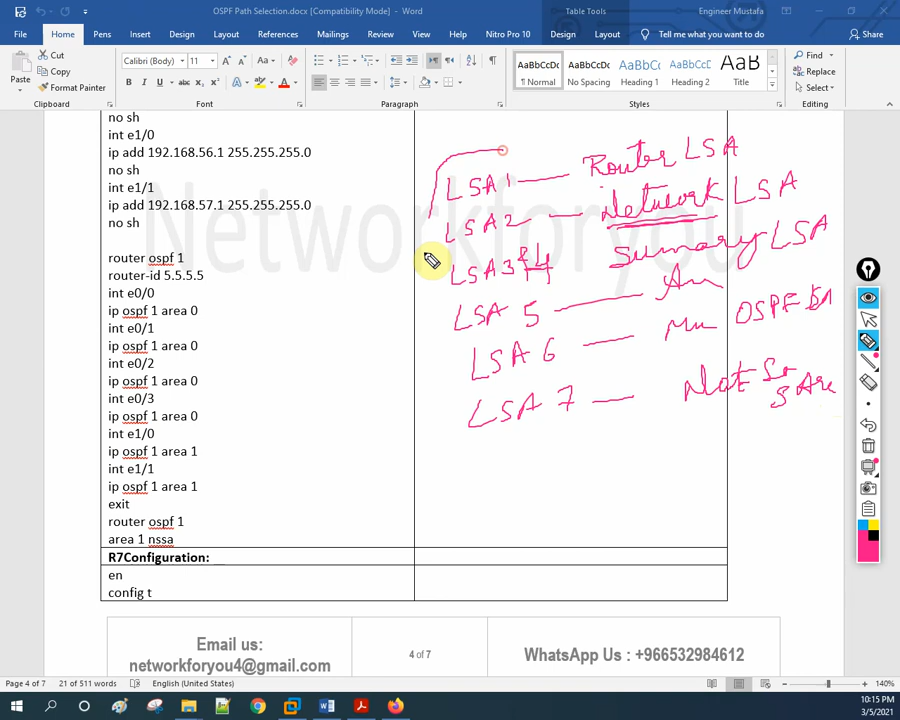 OSPF Path Selection.docx [Compatibility Mode] - Word
Table Tools
Engineer Mustafa
File Home Pens Insert Draw Design Layout References Mailings Review View Help Nitro Pro 10 Design Layout Tell me what you want to do Share
Paste
Cut
Copy
Format Painter
Clipboard
Calibri (Body) 11
Font
Paragraph
AaBbCcDc AaBbCcDc AaBbCc AaBbCcD AaB
¶ Normal No Spacing Heading 1 Heading 2 Title
Styles
Find
Replace
Select
Editing
no sh
int e1/0
ip add 192.168.56.1 255.255.255.0
no sh
int e1/1
ip add 192.168.57.1 255.255.255.0
no sh
router ospf 1
router-id 5.5.5.5
int e0/0
ip ospf 1 area 0
int e0/1
ip ospf 1 area 0
int e0/2
ip ospf 1 area 0
int e0/3
ip ospf 1 area 0
int e1/0
ip ospf 1 area 1
int e1/1
ip ospf 1 area 1
exit
router ospf 1
area 1 nssa
R7Configuration:
en
config t
Networkforyou
LSA 1 — Router LSA
LSA 2 — Network LSA
LSA 3 & 4 Sumary LSA
LSA 5 —
LSA 6 — OSPF
LSA 7 — Not
Email us:
networkforyou4@gmail.com
4 of 7
WhatsApp Us : +966532984612
Page 4 of 7 21 of 511 words English (United States) 140%
10:15 PM
3/5/2021